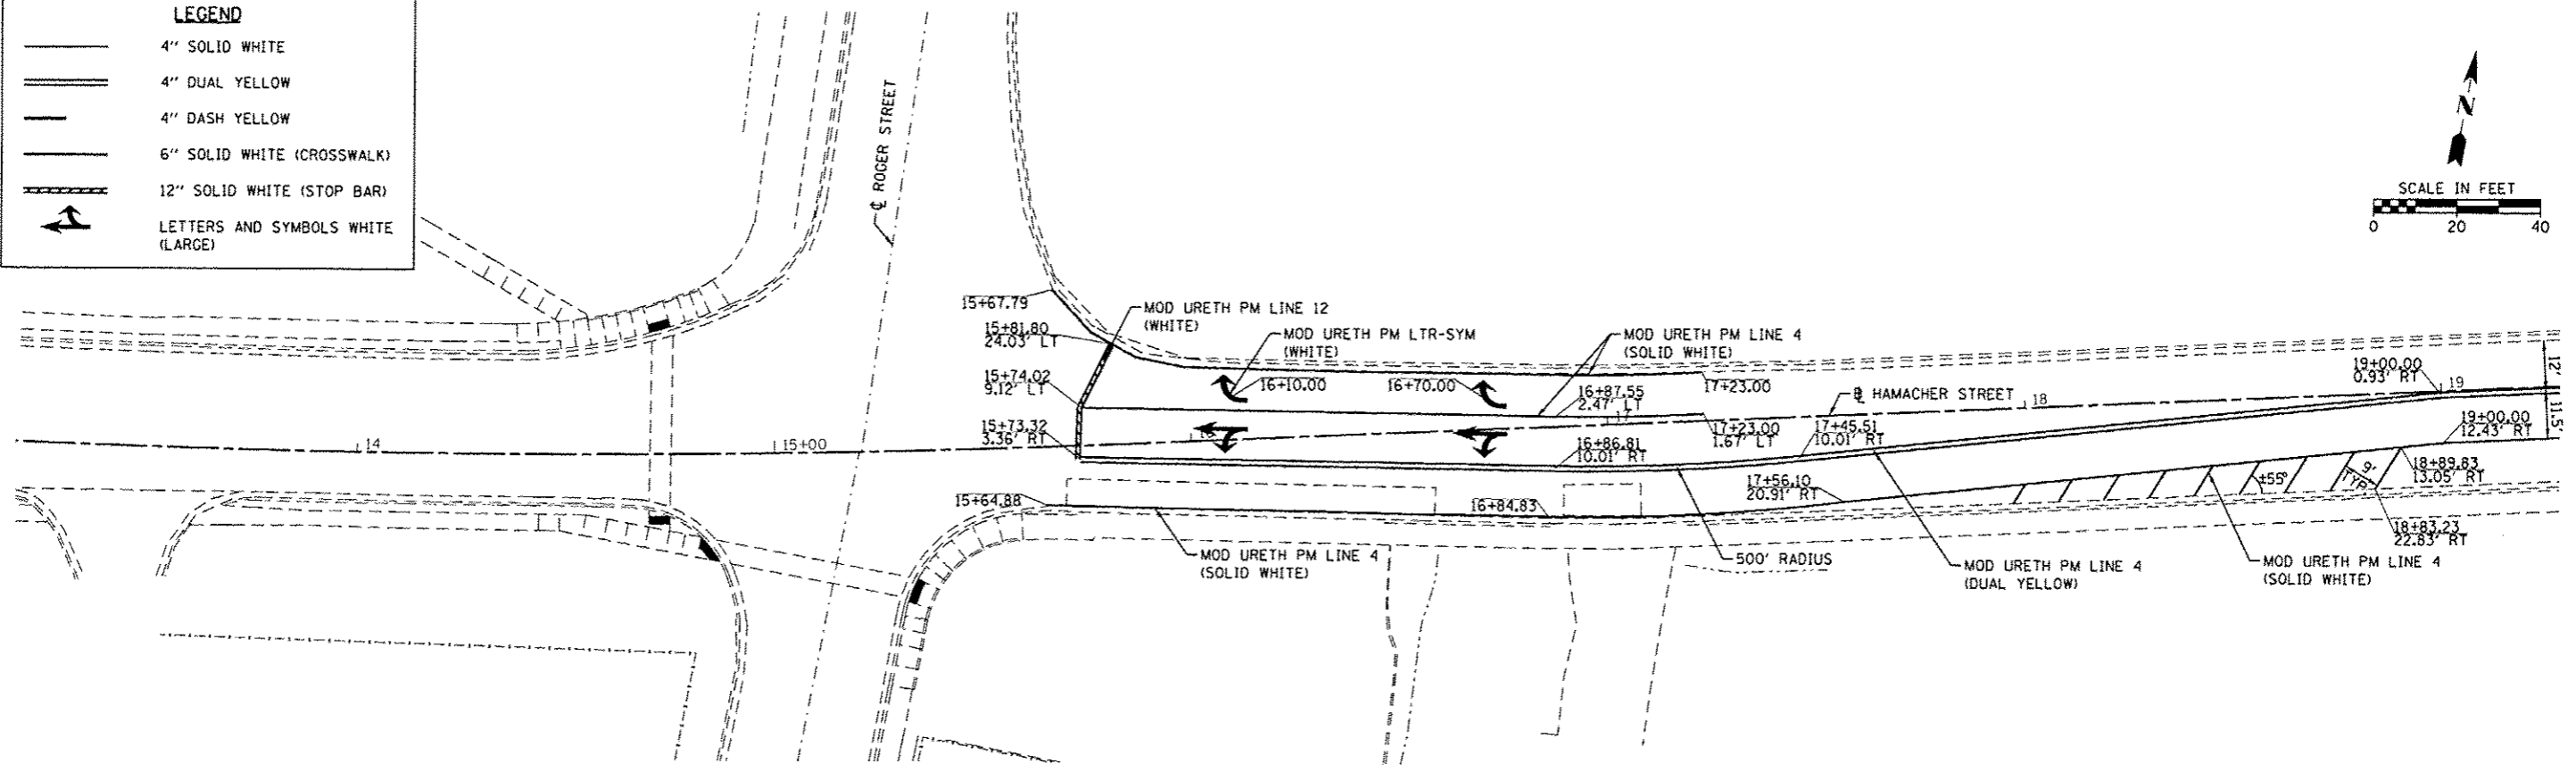 LEGEND
4" SOLID WHITE
4" DUAL YELLOW
4" DASH YELLOW
6" SOLID WHITE (CROSSWALK)
12" SOLID WHITE (STOP BAR)
LETTERS AND SYMBOLS WHITE
(LARGE)
℄ ROGER STREET
N
SCALE IN FEET
0 20 40
15+67.79
15+81.80
24.03' LT
15+74.02
9.12' LT
15+73.32
3.36' RT
15+64.88
MOD URETH PM LINE 12
(WHITE)
MOD URETH PM LTR-SYM
(WHITE)
MOD URETH PM LINE 4
(SOLID WHITE)
16+10.00
16+70.00
16+87.55
2.47' LT
17+23.00
HAMACHER STREET
19+00.00
0.93' RT
12'
11.5'
14
15+00
17
18
19
17+23.00
1.67' LT
17+45.51
10.01' RT
16+86.81
10.01' RT
19+00.00
12.43' RT
17+56.10
20.91' RT
±55°
9'
TYP.
18+89.83
13.05' RT
16+84.83
18+83.23
22.83' RT
MOD URETH PM LINE 4
(SOLID WHITE)
500' RADIUS
MOD URETH PM LINE 4
(DUAL YELLOW)
MOD URETH PM LINE 4
(SOLID WHITE)